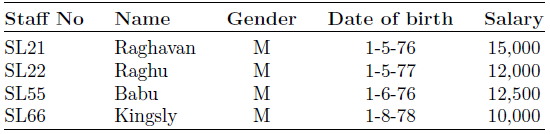 Staff No Name Gender Date of birth Salary
SL21 Raghavan M 1-5-76 15,000
SL22 Raghu M 1-5-77 12,000
SL55 Babu M 1-6-76 12,500
SL66 Kingsly M 1-8-78 10,000